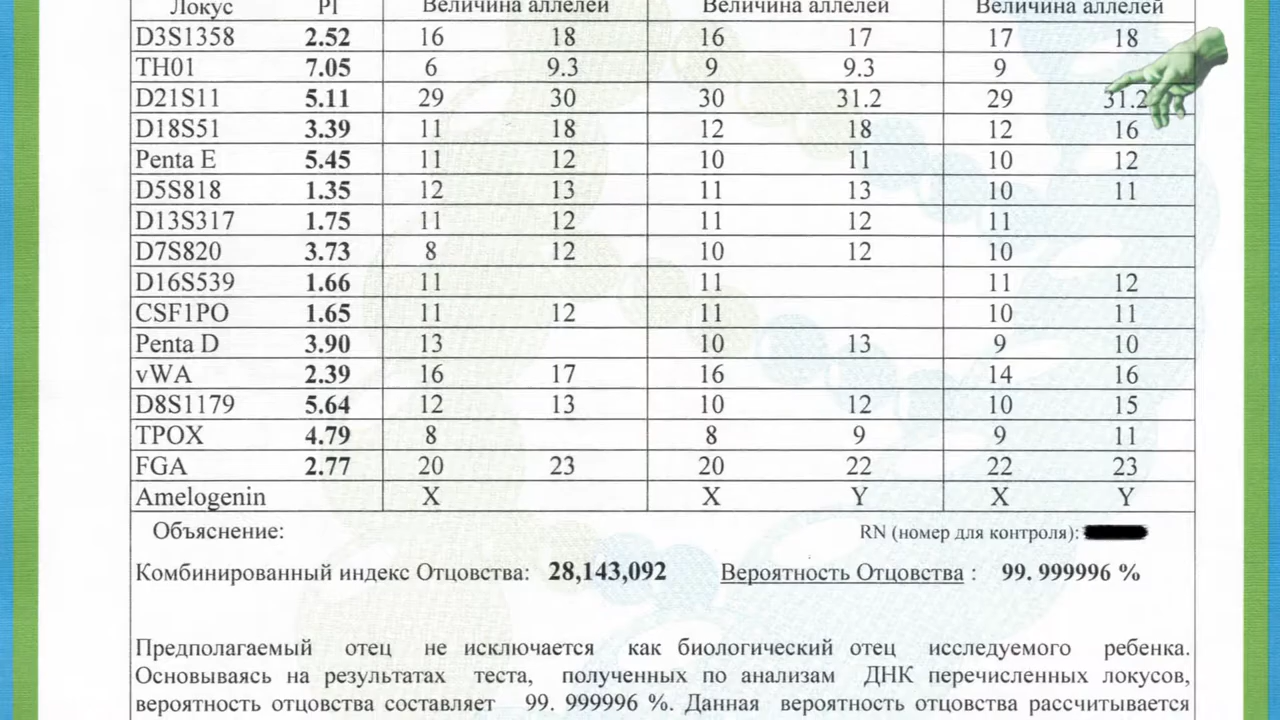 Локус PI Величина аллелей Величина аллелей Величина аллелей
D3S1358 2.52 16 18 16 17 17 18
TH01 7.05 6 9.3 9 9.3 9
D21S11 5.11 29 30 30 31.2 29 31.2
D18S51 3.39 11 18 12 18 12 16
Penta E 5.45 11 12 10 11 10 12
D5S818 1.35 12 13 11 13 10 11
D13S317 1.75 11 12 11 12 11
D7S820 3.73 8 12 10 12 10
D16S539 1.66 11 11 11 12
CSF1PO 1.65 11 12 11 10 11
Penta D 3.90 13 10 13 9 10
vWA 2.39 16 17 16 14 16
D8S1179 5.64 12 13 10 12 10 15
TPOX 4.79 8 8 9 9 11
FGA 2.77 20 23 20 22 22 23
Amelogenin X X Y X Y
Объяснение: RN (номер для контроля):
Комбинированный индекс Отцовства: 28,143,092 Вероятность Отцовства : 99. 999996 %
Предполагаемый отец не исключается как биологический отец исследуемого ребенка.
Основываясь на результатах теста, полученных по анализам ДНК перечисленных локусов,
вероятность отцовства составляет 99. 999996 %. Данная вероятность отцовства рассчитывается